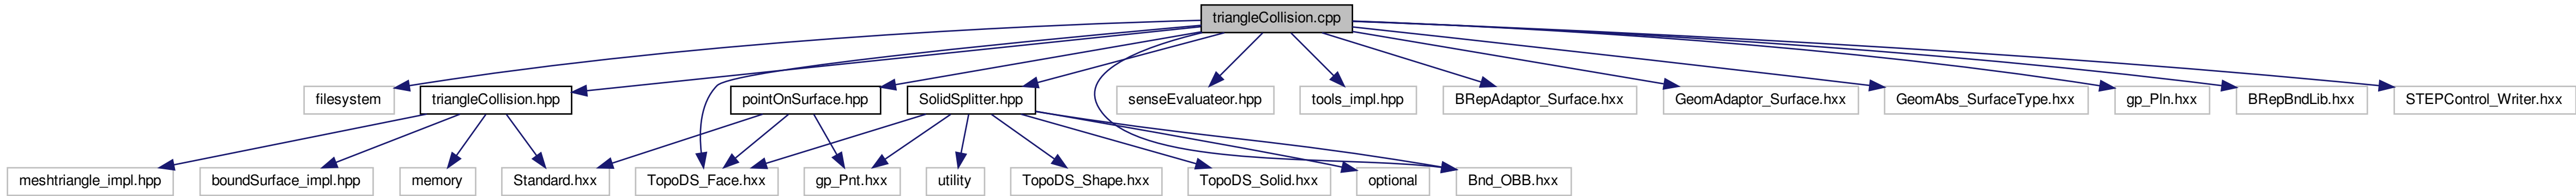 triangleCollision.cpp
filesystem
triangleCollision.hpp
pointOnSurface.hpp
SolidSplitter.hpp
senseEvaluateor.hpp
tools_impl.hpp
BRepAdaptor_Surface.hxx
GeomAdaptor_Surface.hxx
GeomAbs_SurfaceType.hxx
gp_Pln.hxx
BRepBndLib.hxx
STEPControl_Writer.hxx
meshtriangle_impl.hpp
boundSurface_impl.hpp
memory
Standard.hxx
TopoDS_Face.hxx
gp_Pnt.hxx
utility
TopoDS_Shape.hxx
TopoDS_Solid.hxx
optional
Bnd_OBB.hxx